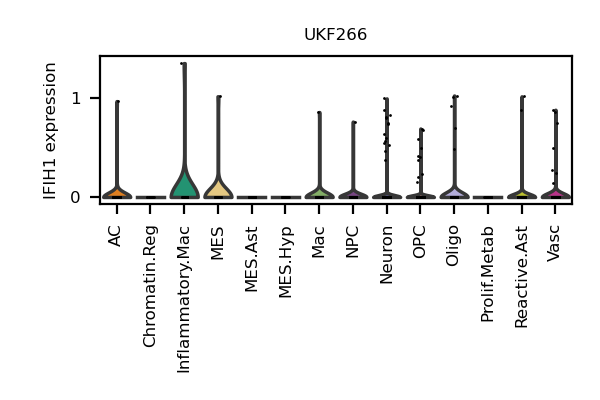 UKF266
IFIH1 expression
1
0
AC
Chromatin.Reg
Inflammatory.Mac
MES
MES.Ast
MES.Hyp
Mac
NPC
Neuron
OPC
Oligo
Prolif.Metab
Reactive.Ast
Vasc